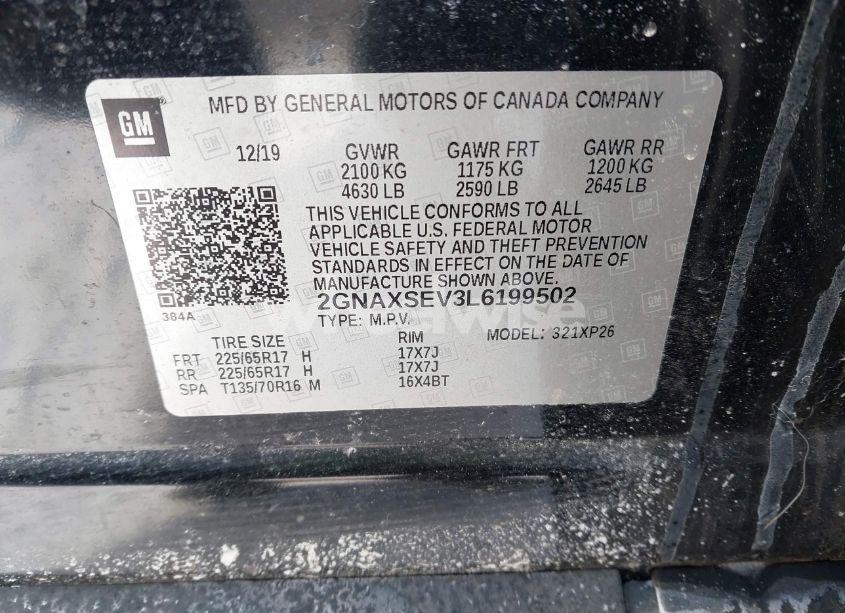 GM
MFD BY GENERAL MOTORS OF CANADA COMPANY
12/19 GVWR GAWR FRT GAWR RR
2100 KG 1175 KG 1200 KG
4630 LB 2590 LB 2645 LB
THIS VEHICLE CONFORMS TO ALL
APPLICABLE U.S. FEDERAL MOTOR
VEHICLE SAFETY AND THEFT PREVENTION
STANDARDS IN EFFECT ON THE DATE OF
MANUFACTURE SHOWN ABOVE.
384A
2GNAXSEV3L6199502
TYPE: M.P.V. MODEL: 321XP26
TIRE SIZE RIM
FRT 225/65R17 H 17X7J
RR 225/65R17 H 17X7J
SPA T135/70R16 M 16X4BT